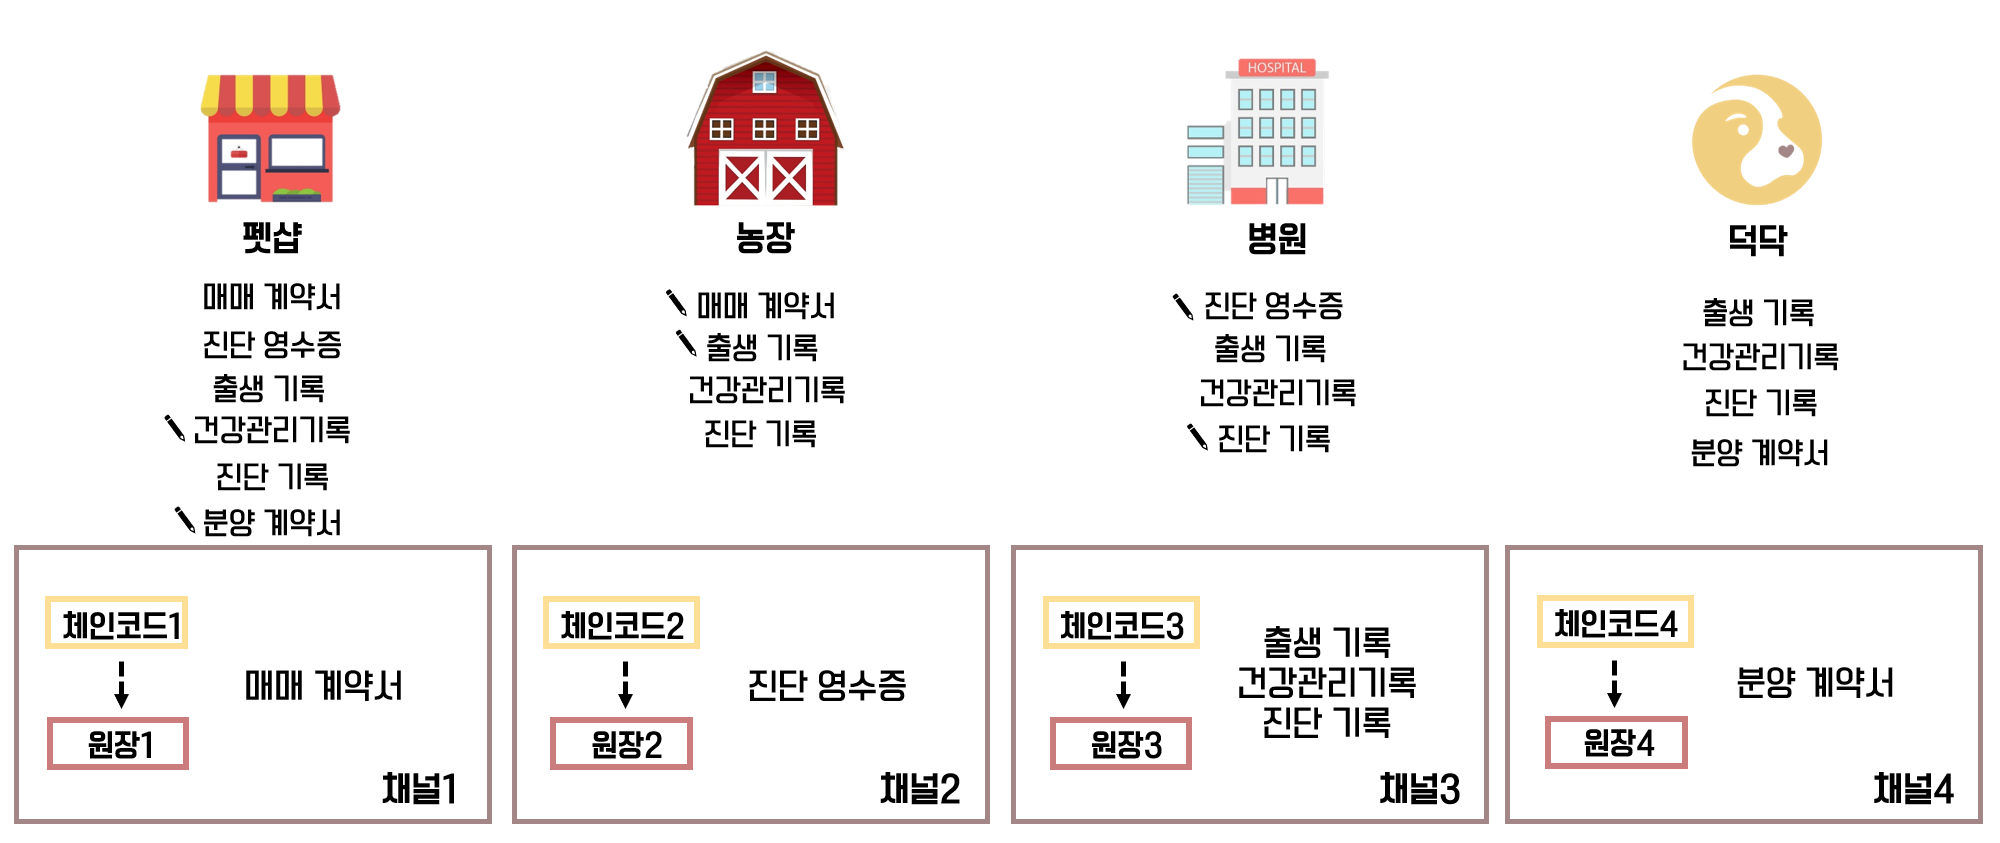 펫샵
매매 계약서
진단 영수증
출생 기록
건강관리기록
진단 기록
분양 계약서
농장
매매 계약서
출생 기록
건강관리기록
진단 기록
HOSPITAL
병원
진단 영수증
출생 기록
건강관리기록
진단 기록
덕닥
출생 기록
건강관리기록
진단 기록
분양 계약서
체인코드1
매매 계약서
원장1
채널1
체인코드2
진단 영수증
원장2
채널2
체인코드3
출생 기록
건강관리기록
진단 기록
원장3
채널3
체인코드4
분양 계약서
원장4
채널4